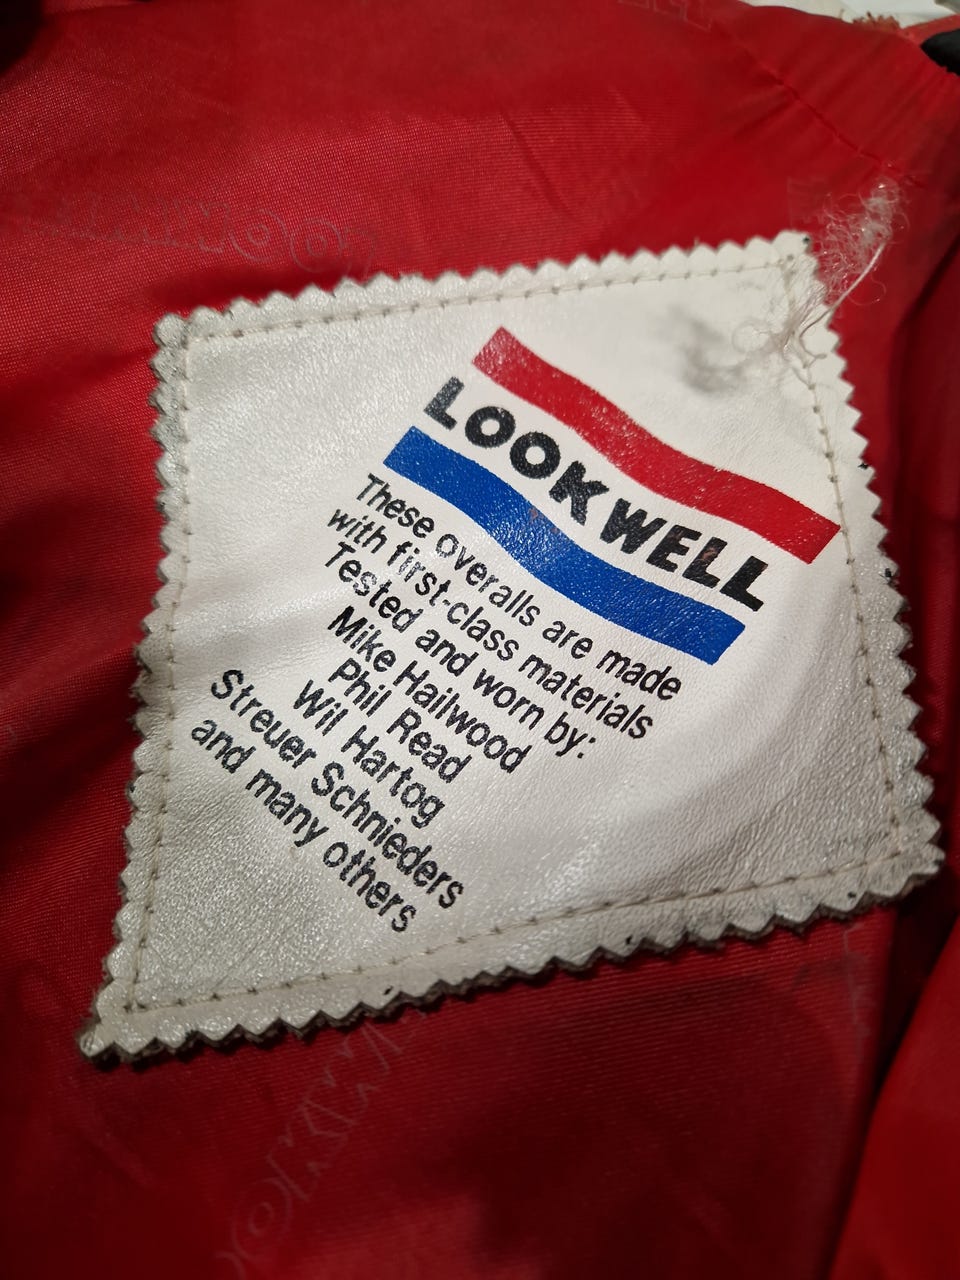 LOOKWELL
These overalls are made
with first-class materials
Tested and worn by:
Mike Hailwood
Phil Read
Wil Hartog
Streuer Schnieders
and many others